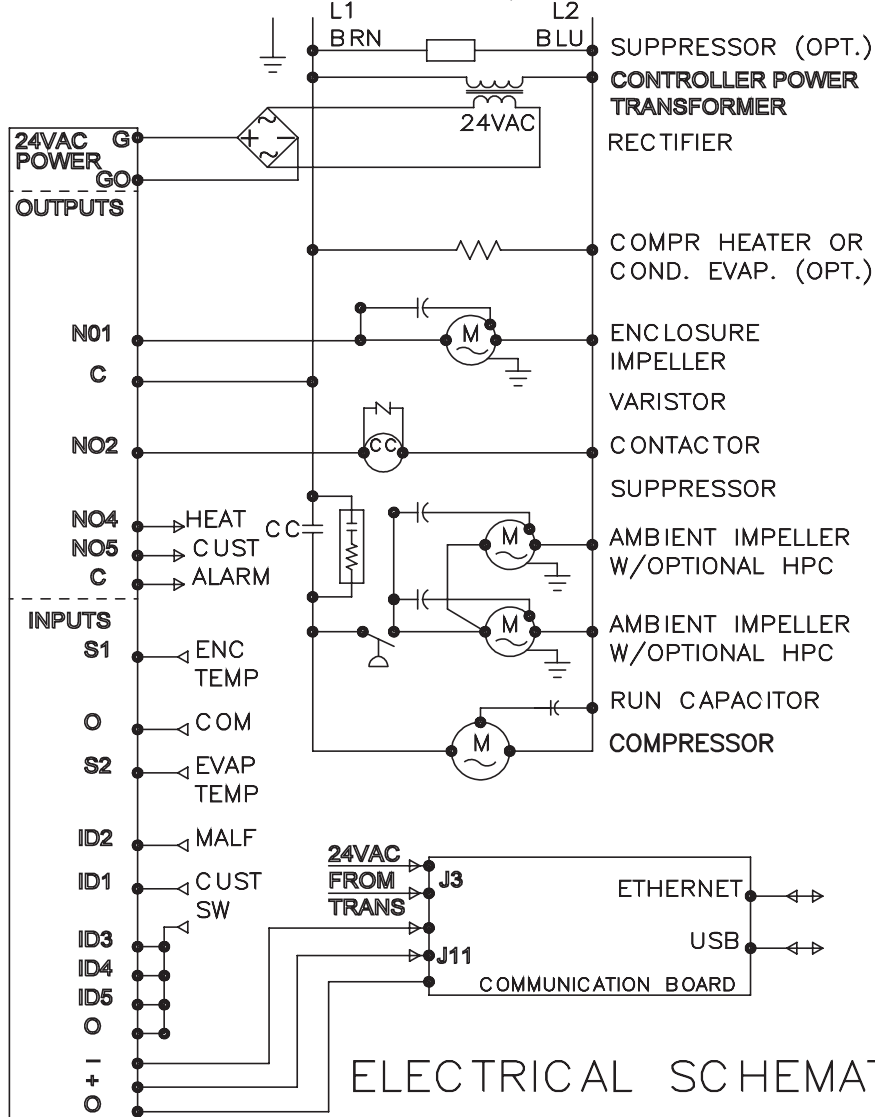 L1 L2
BRN BLU
SUPPRESSOR (OPT.)
CONTROLLER POWER
TRANSFORMER
24VAC
RECTIFIER
24VAC G
POWER
GO
OUTPUTS
COMPR HEATER OR
COND. EVAP. (OPT.)
N01
M
ENCLOSURE
IMPELLER
C
VARISTOR
NO2
CC
CONTACTOR
SUPPRESSOR
NO4 HEAT
NO5 CUST
C ALARM
CC
M
AMBIENT IMPELLER
W/OPTIONAL HPC
INPUTS
S1 ENC
TEMP
M
AMBIENT IMPELLER
W/OPTIONAL HPC
O COM
RUN CAPACITOR
M
COMPRESSOR
S2 EVAP
TEMP
ID2 MALF
ID1 CUST
SW
ID3
ID4
ID5
O
–
+
O
24VAC
FROM
TRANS
J3
J11
ETHERNET
USB
COMMUNICATION BOARD
ELECTRICAL SCHEMAT